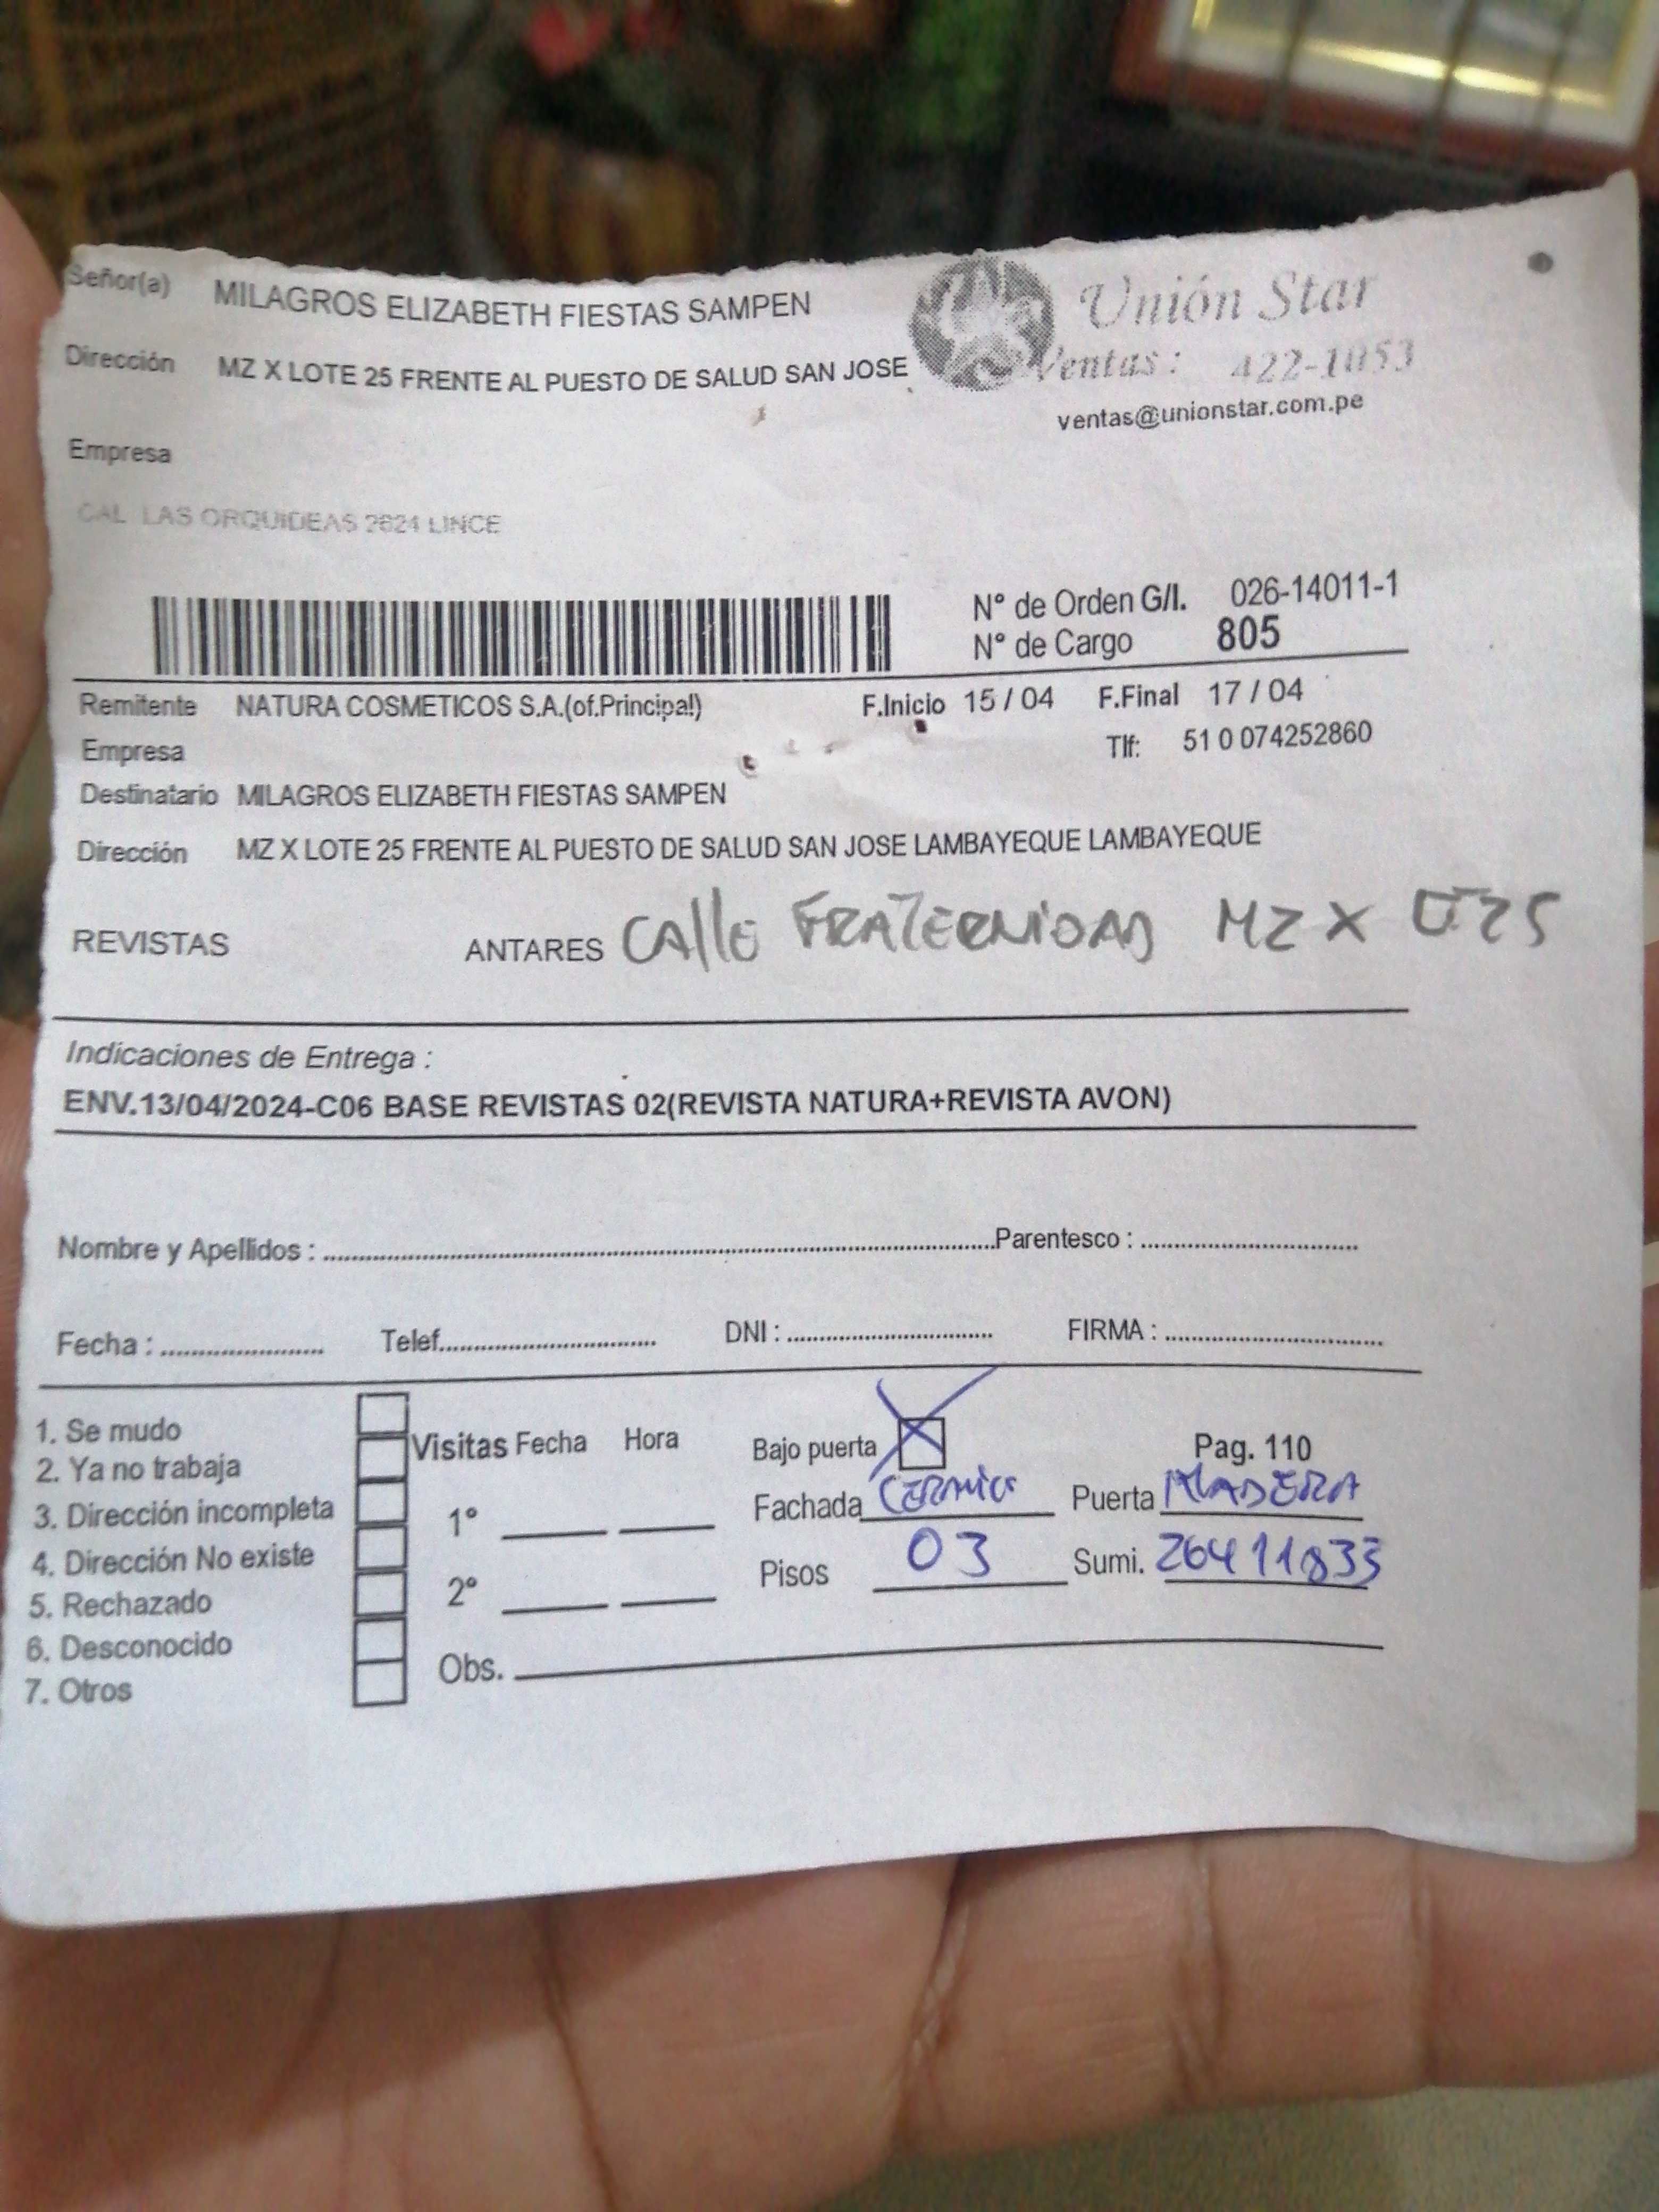 Señor(a) MILAGROS ELIZABETH FIESTAS SAMPEN
Unión Star
Dirección MZ X LOTE 25 FRENTE AL PUESTO DE SALUD SAN JOSE
Ventas : 422-1053
ventas@unionstar.com.pe
Empresa
CAL LAS ORQUIDEAS 2624 LINCE
N° de Orden G/I. 026-14011-1
N° de Cargo 805
Remitente NATURA COSMETICOS S.A.(of.Principal) F.Inicio 15 / 04 F.Final 17 / 04
Empresa Tlf: 51 0 074252860
Destinatario MILAGROS ELIZABETH FIESTAS SAMPEN
Dirección MZ X LOTE 25 FRENTE AL PUESTO DE SALUD SAN JOSE LAMBAYEQUE LAMBAYEQUE
REVISTAS ANTARES Calle FRATERNIDAD MZ X LT 25
Indicaciones de Entrega :
ENV.13/04/2024-C06 BASE REVISTAS 02(REVISTA NATURA+REVISTA AVON)
Nombre y Apellidos : Parentesco :
Fecha : Telef. DNI : FIRMA :
1. Se mudo
2. Ya no trabaja
3. Dirección incompleta
4. Dirección No existe
5. Rechazado
6. Desconocido
7. Otros
Visitas Fecha Hora
1°
2°
Obs.
Bajo puerta X Pag. 110
Fachada Puerta MADERA
Pisos 03 Sumi. 26411833